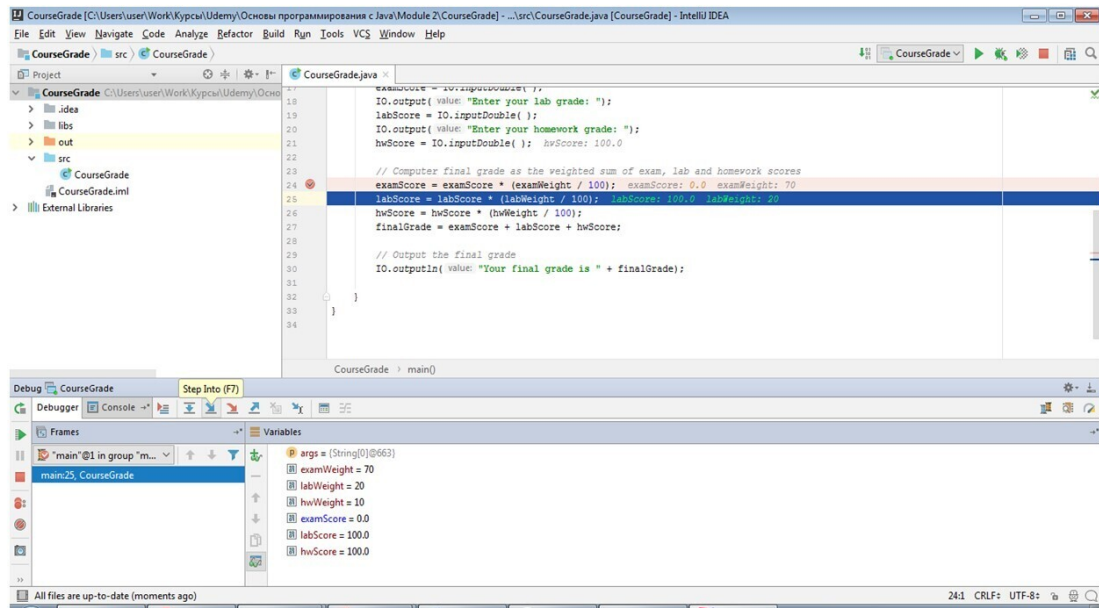 CourseGrade [C:\Users\user\Work\Курсы\Udemy\Основы программирования с Java\Module 2\CourseGrade] - ...\src\CourseGrade.java [CourseGrade] - IntelliJ IDEA
File Edit View Navigate Code Analyze Refactor Build Run Tools VCS Window Help
CourseGrade src CourseGrade
CourseGrade
Project
CourseGrade.java
CourseGrade C:\Users\user\Work\Курсы\Udemy\Осно
.idea
libs
out
src
CourseGrade
CourseGrade.iml
External Libraries
17 examScore = IO.inputDouble( );
18 IO.output( value: "Enter your lab grade: ");
19 labScore = IO.inputDouble( );
20 IO.output( value: "Enter your homework grade: ");
21 hwScore = IO.inputDouble( ); hwScore: 100.0
22
23 // Computer final grade as the weighted sum of exam, lab and homework scores
24 examScore = examScore * (examWeight / 100); examScore: 0.0 examWeight: 70
25 labScore = labScore * (labWeight / 100); labScore: 100.0 labWeight: 20
26 hwScore = hwScore * (hwWeight / 100);
27 finalGrade = examScore + labScore + hwScore;
28
29 // Output the final grade
30 IO.outputln( value: "Your final grade is " + finalGrade);
31
32 }
33 }
34
CourseGrade > main()
Debug CourseGrade
Step Into (F7)
Debugger Console
Frames
Variables
"main"@1 in group "m...
main:25, CourseGrade
args = {String[0]@663}
examWeight = 70
labWeight = 20
hwWeight = 10
examScore = 0.0
labScore = 100.0
hwScore = 100.0
All files are up-to-date (moments ago)
24:1 CRLF UTF-8